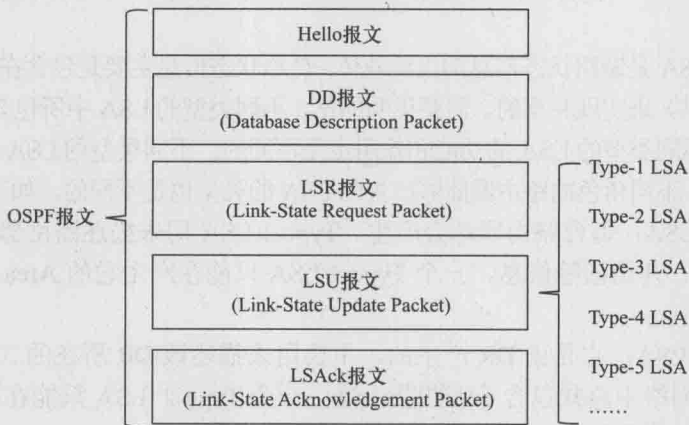 Hello报文
DD报文
(Database Description Packet)
LSR报文
(Link-State Request Packet)
OSPF报文
LSU报文
(Link-State Update Packet)
LSAck报文
(Link-State Acknowledgement Packet)
Type-1 LSA
Type-2 LSA
Type-3 LSA
Type-4 LSA
Type-5 LSA
……